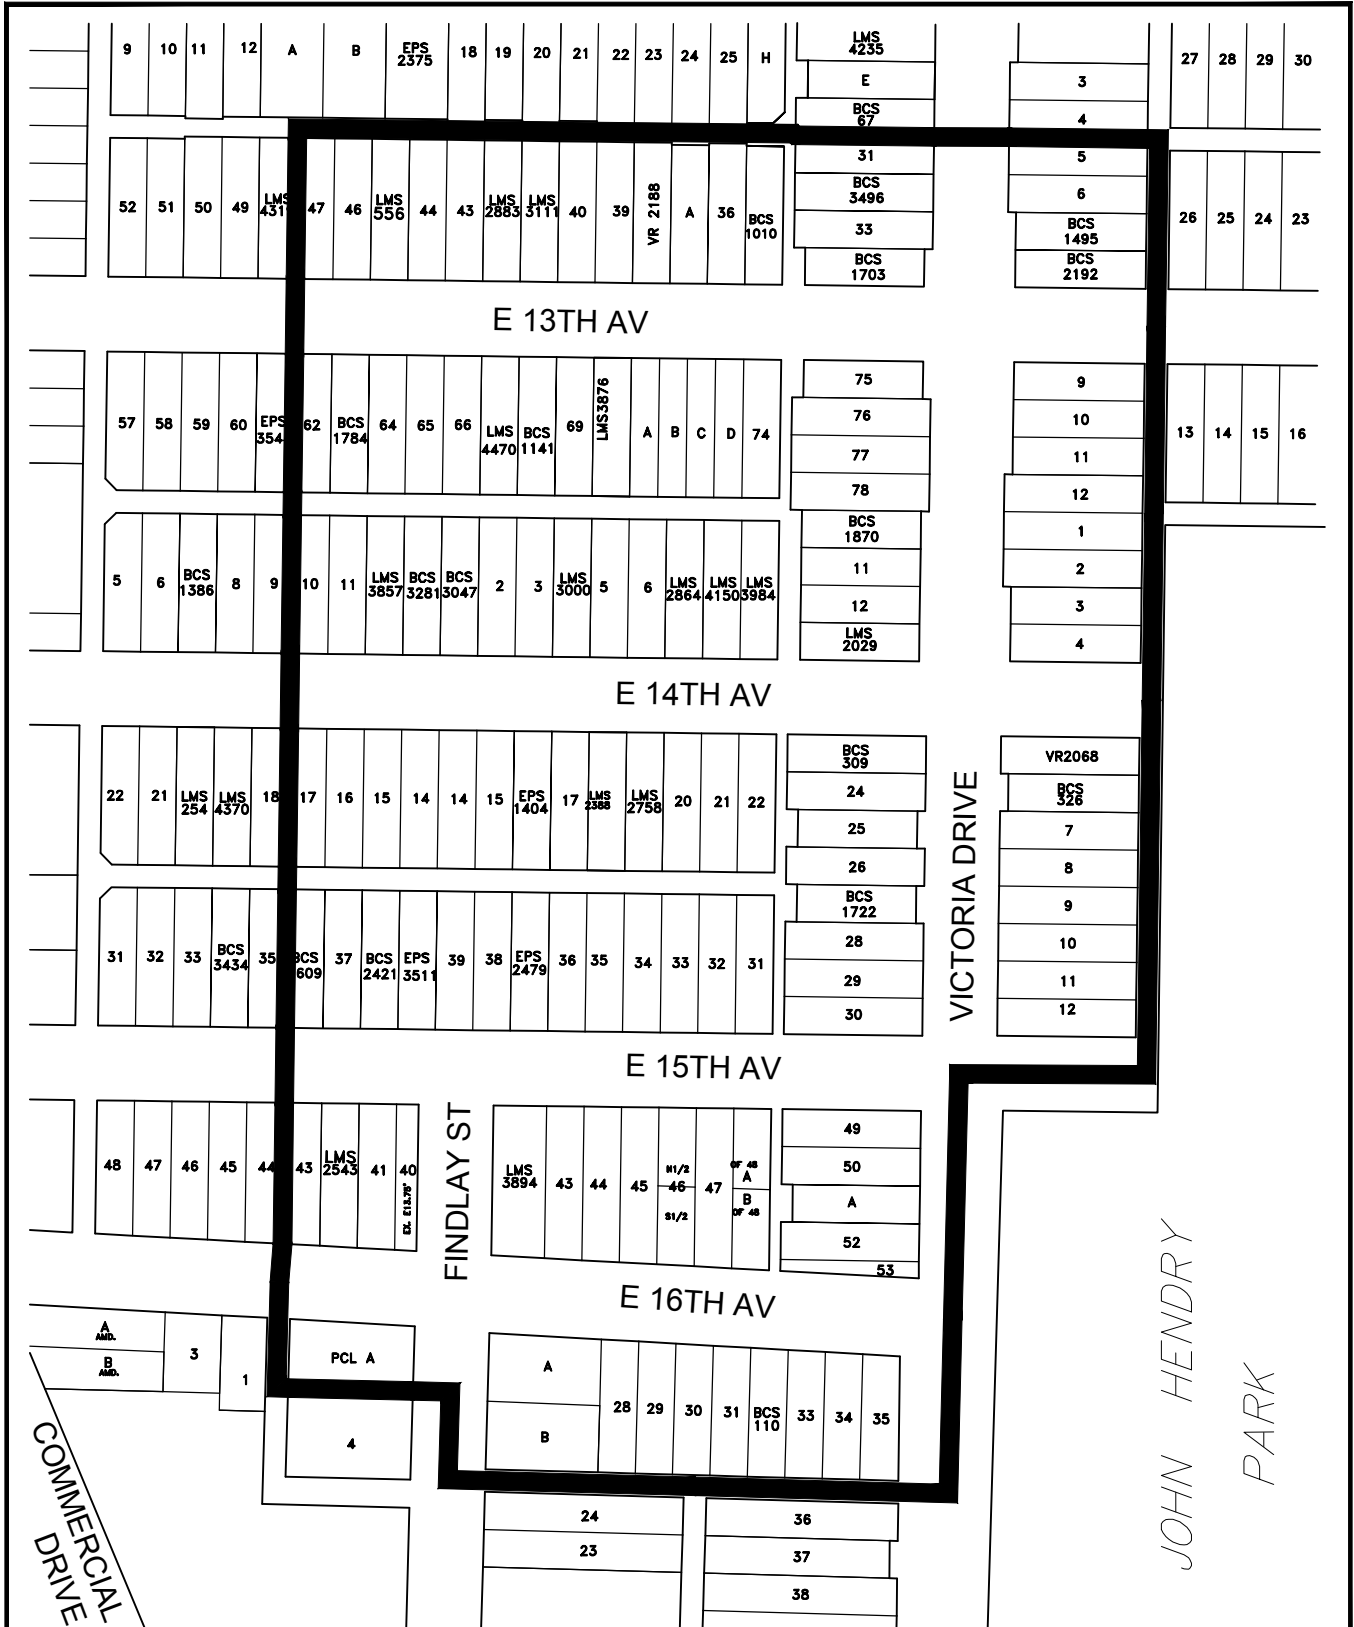 9 10 11 12 A B EPS 2375 18 19 20 21 22 23 24 25 H
LMS 4235
E
BCS 67
31
BCS 3496
33
BCS 1703
3
4
5
6
BCS 1495
BCS 2192
27 28 29 30
52 51 50 49 47 46 LMS 556 44 43 LMS 2883 LMS 3111 40 39 VR 2188 A 36 BCS 1010
26 25 24 23
E 13TH AV
57 58 59 60 62 BCS 1784 64 65 66 LMS 4470 BCS 1141 69 LMS3876 A B C D 74
75
76
77
78
BCS 1870
11
12
LMS 2029
9
10
11
12
1
2
3
4
13 14 15 16
5 6 BCS 1386 8 9 10 11 LMS 3857 BCS 3281 BCS 3047 2 3 LMS 3000 5 6 LMS 2864 LMS 4150 LMS 3984
E 14TH AV
22 21 LMS 254 LMS 4370 18 17 16 15 14 14 15 EPS 1404 17 LMS 2388 LMS 2758 20 21 22
BCS 309
24
25
26
BCS 1722
28
29
30
VICTORIA DRIVE
VR2068
BCS 326
7
8
9
10
11
12
31 32 33 BCS 3434 35 37 BCS 2421 EPS 3511 39 38 EPS 2479 36 35 34 33 32 31
E 15TH AV
48 47 46 45 44 43 LMS 2543 41 40 EX. E13.75'
FINDLAY ST
LMS 3894 43 44 45 N1/2 46 S1/2 47 OF 48 A B OF 48
49
50
A
52
53
E 16TH AV
A AMD.
B AMD.
3
1
PCL A
4
A
B
28 29 30 31 BCS 110 33 34 35
24
23
36
37
38
COMMERCIAL
DRIVE
JOHN HENDRY
PARK